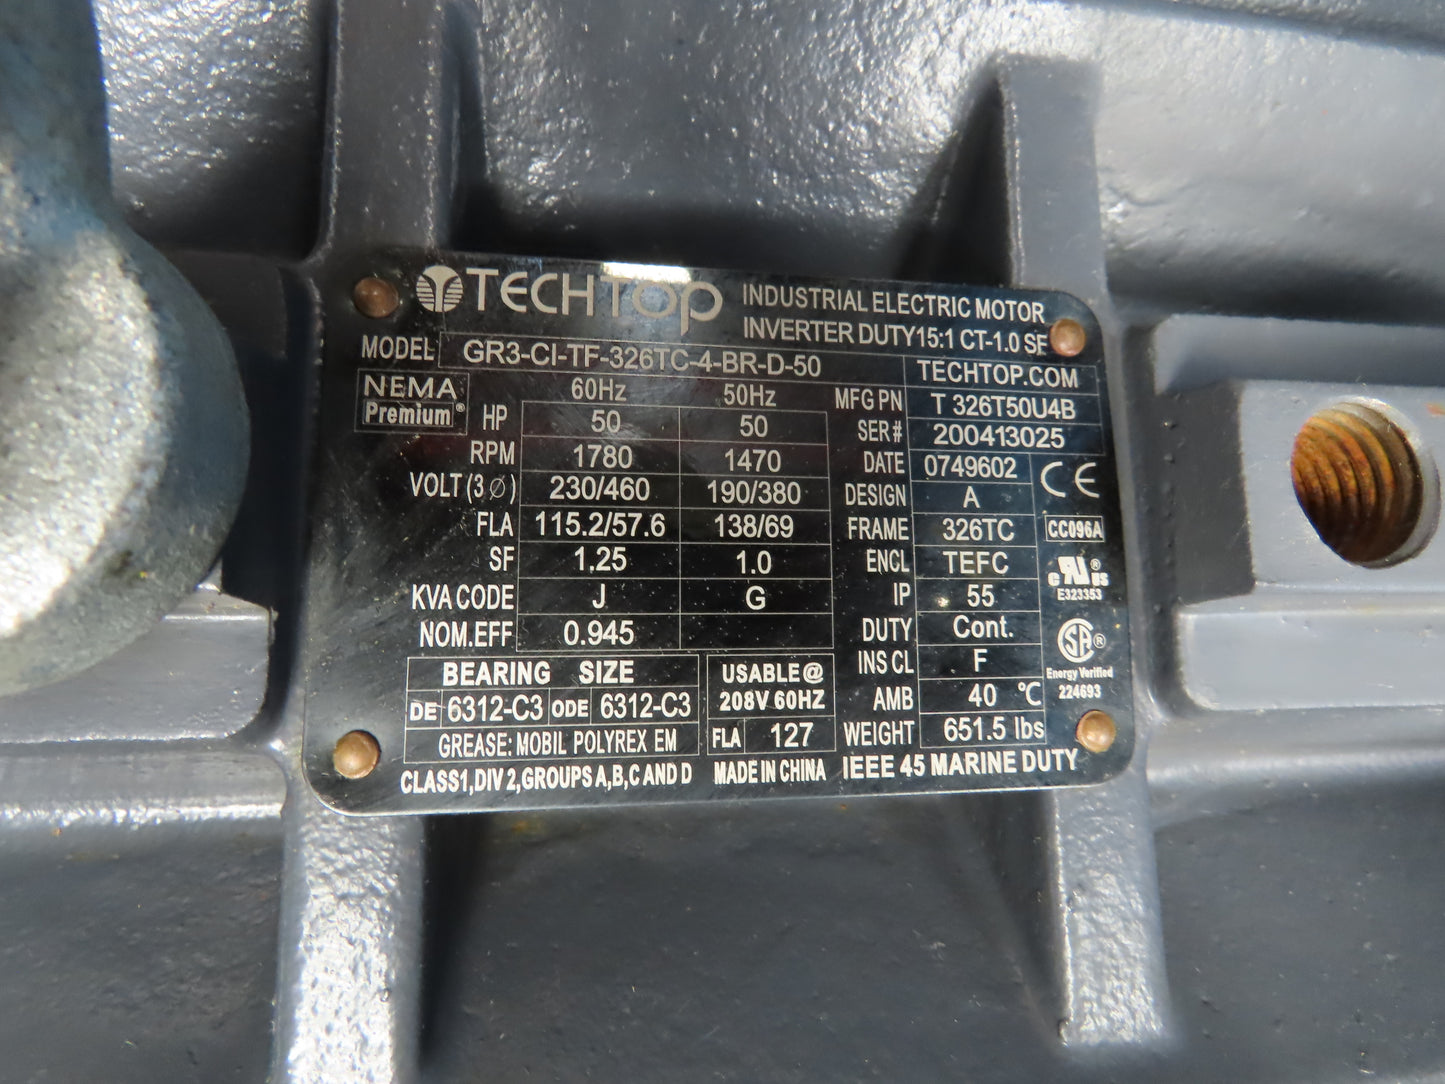 TECHTOP
INDUSTRIAL ELECTRIC MOTOR
INVERTER DUTY15:1 CT-1.0 SF
MODEL GR3-CI-TF-326TC-4-BR-D-50
TECHTOP.COM
NEMA
Premium®
60Hz 50Hz
HP 50 50
RPM 1780 1470
VOLT (3 Ø) 230/460 190/380
FLA 115.2/57.6 138/69
SF 1.25 1.0
KVA CODE J G
NOM.EFF 0.945
MFG PN T 326T50U4B
SER# 200413025
DATE 0749602
DESIGN A
FRAME 326TC
ENCL TEFC
IP 55
DUTY Cont.
INS CL F
AMB 40 °C
WEIGHT 651.5 lbs
CE
CC096A
c UL ® us
E323353
SA ®
Energy Verified
224693
BEARING SIZE
DE 6312-C3 ODE 6312-C3
GREASE: MOBIL POLYREX EM
USABLE @
208V 60HZ
FLA 127
CLASS1,DIV 2,GROUPS A,B,C AND D
MADE IN CHINA
IEEE 45 MARINE DUTY